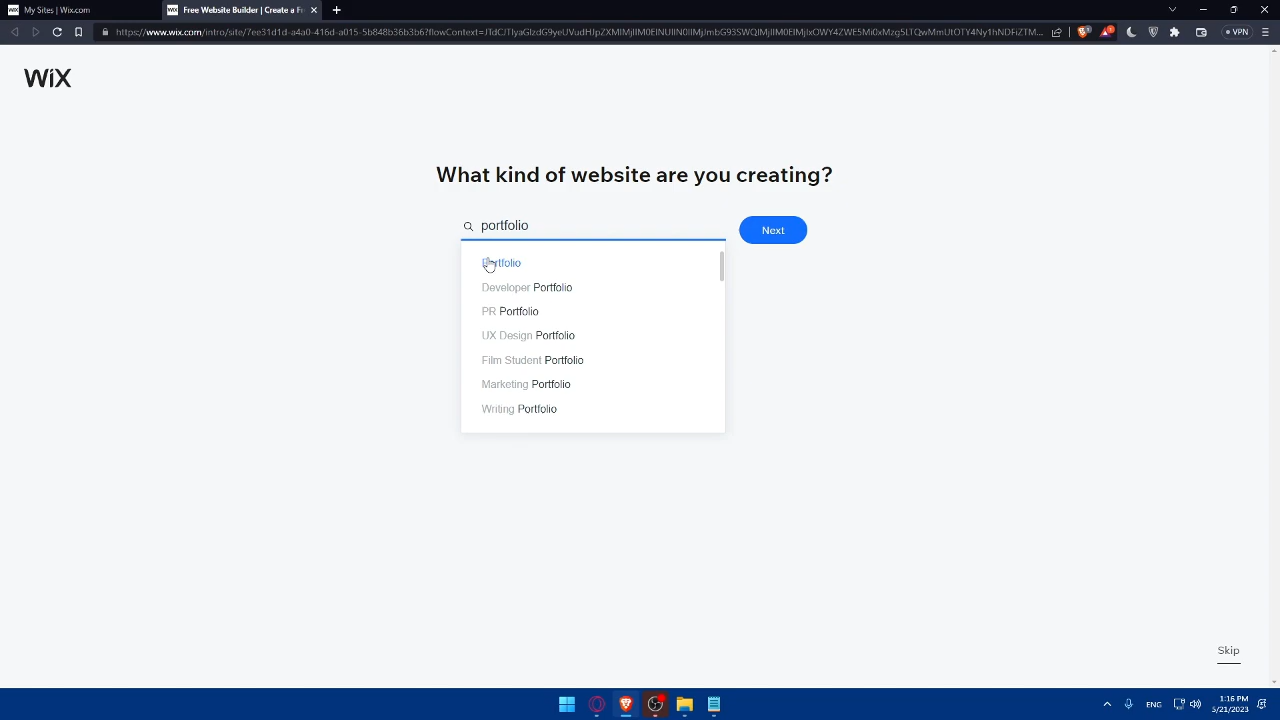 My Sites | Wix.com
Free Website Builder | Create a Fr
WIX
What kind of website are you creating?
portfolio
Next
Portfolio
Developer Portfolio
PR Portfolio
UX Design Portfolio
Film Student Portfolio
Marketing Portfolio
Writing Portfolio
Skip
VPN
ENG
1:16 PM
5/21/2023